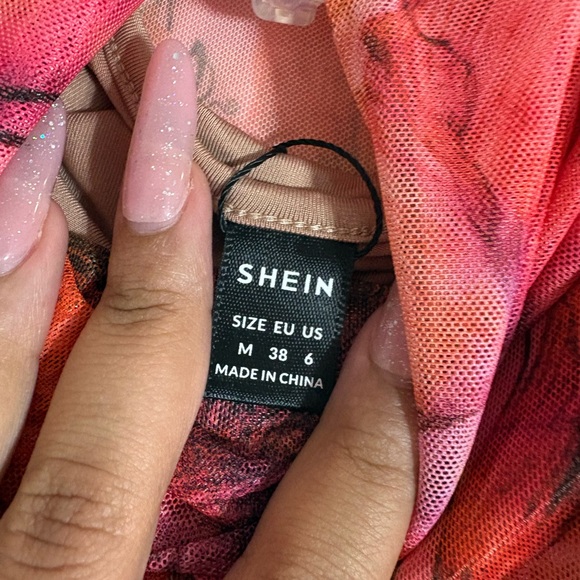 SHEIN
SIZE EU US
M 38 6
MADE IN CHINA